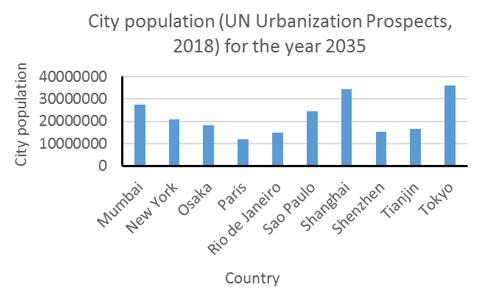 City population (UN Urbanization Prospects,
2018) for the year 2035
City population
40000000
30000000
20000000
10000000
0
Mumbai
New York
Osaka
Paris
Rio de Janeiro
Sao Paulo
Shanghai
Shenzhen
Tianjin
Tokyo
Country